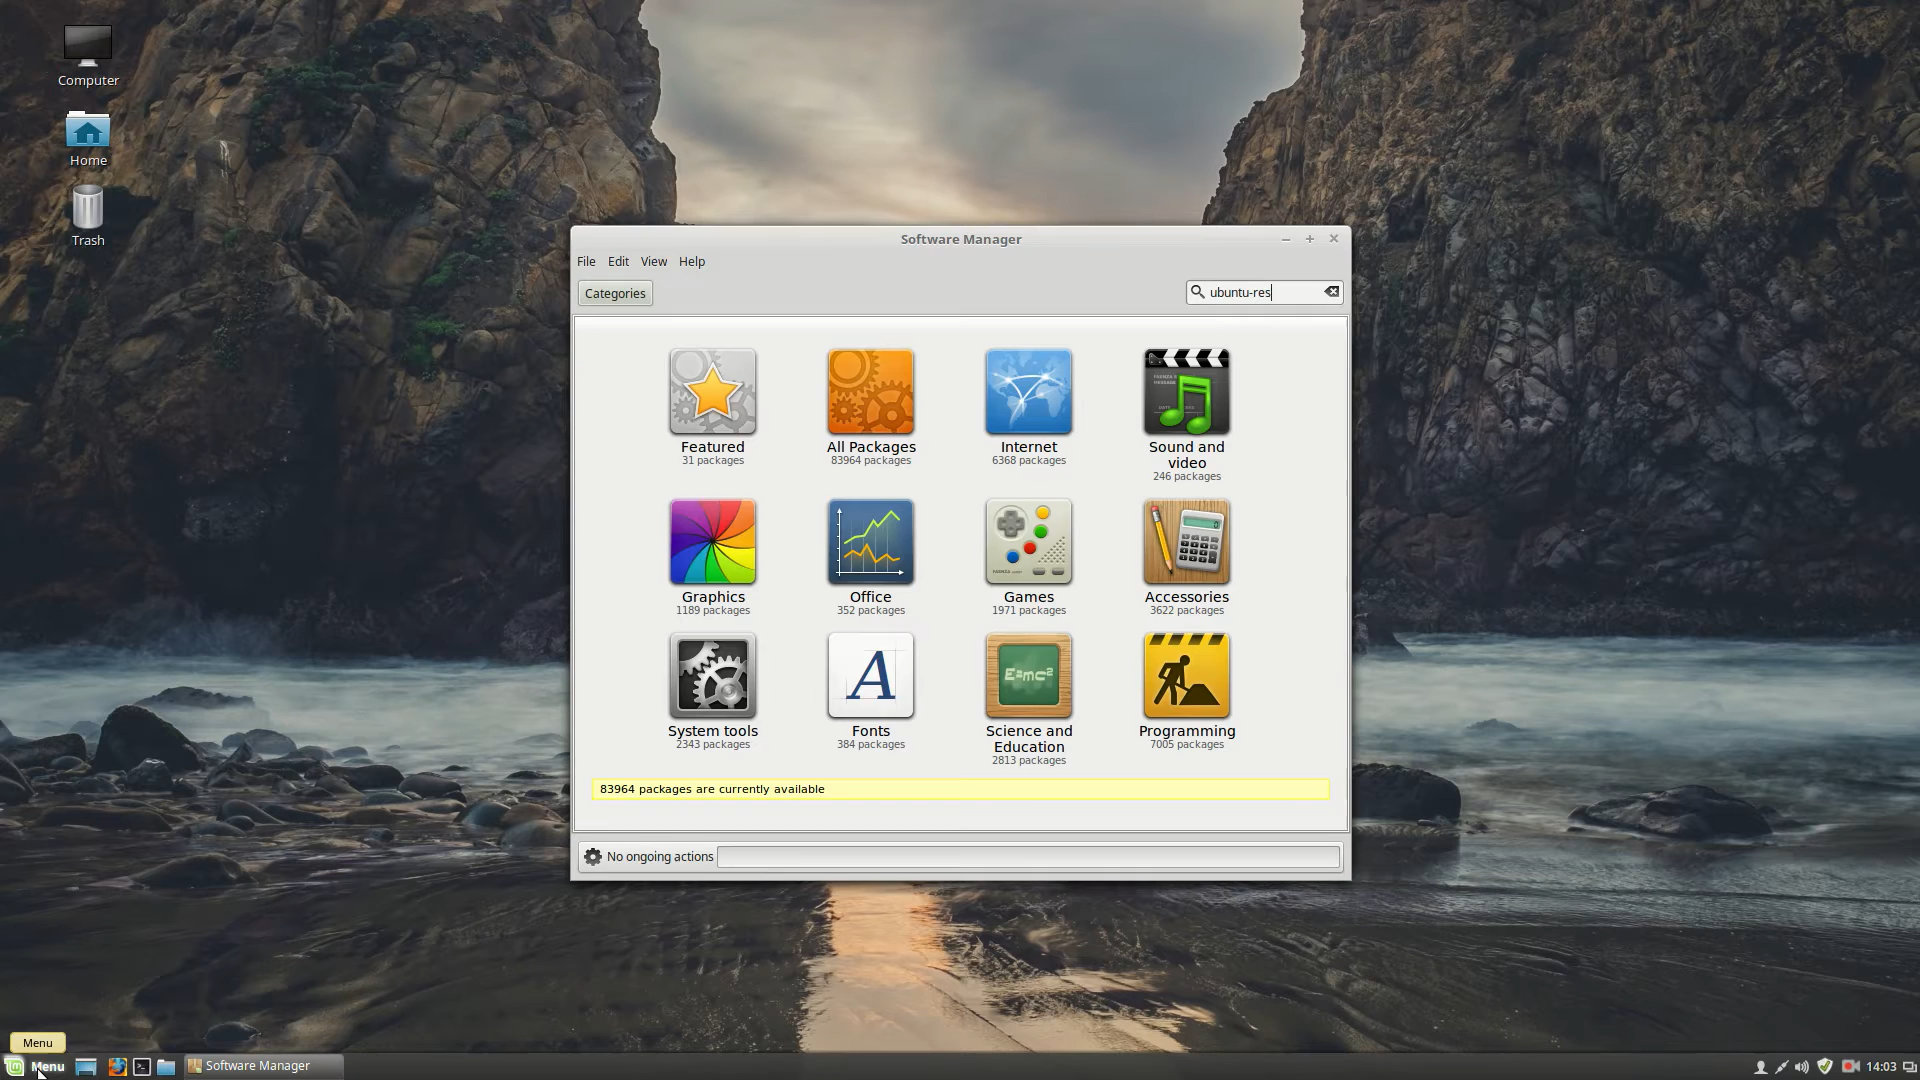 Computer
Home
Trash
Software Manager
File Edit View Help
Categories
ubuntu-res
Featured
31 packages
All Packages
83964 packages
Internet
6368 packages
Sound and
video
246 packages
Graphics
1189 packages
Office
352 packages
Games
1971 packages
Accessories
3622 packages
System tools
2343 packages
Fonts
384 packages
E=mc²
Science and
Education
2813 packages
Programming
7005 packages
83964 packages are currently available
No ongoing actions
Menu
Menu
Software Manager
14:03